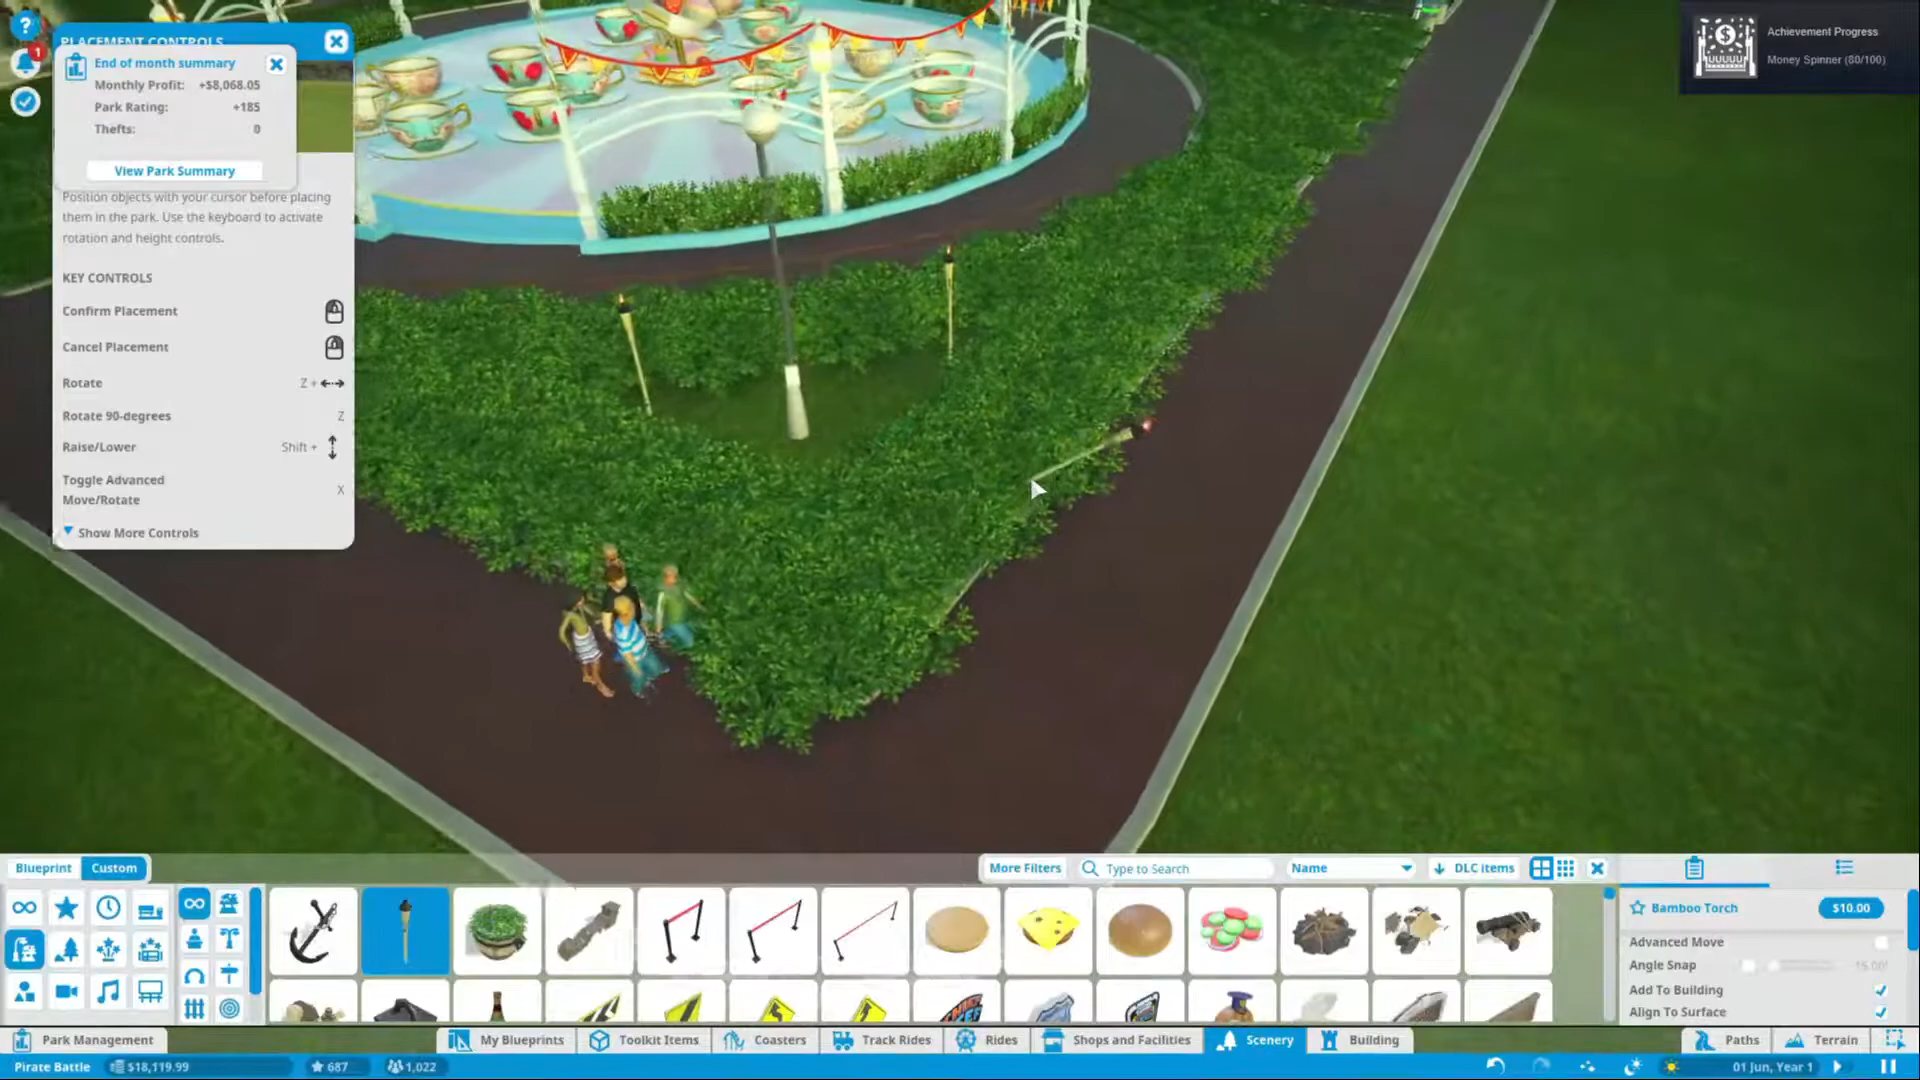 PLACEMENT CONTROLS
End of month summary
Monthly Profit: +$8,068.05
Park Rating: +185
Thefts: 0
View Park Summary
Position objects with your cursor before placing
them in the park. Use the keyboard to activate
rotation and height controls.
KEY CONTROLS
Confirm Placement
Cancel Placement
Rotate Z +
Rotate 90-degrees Z
Raise/Lower Shift +
Toggle Advanced
Move/Rotate X
Show More Controls
Achievement Progress
Money Spinner (80/100)
1
Blueprint Custom
More Filters Type to Search Name DLC items
Bamboo Torch $10.00
Advanced Move
Angle Snap 15.00°
Add To Building
Align To Surface
Park Management My Blueprints Toolkit Items Coasters Track Rides Rides Shops and Facilities Scenery Building Paths Terrain
Pirate Battle $18,119.99 687 1,022 01 Jun, Year 1